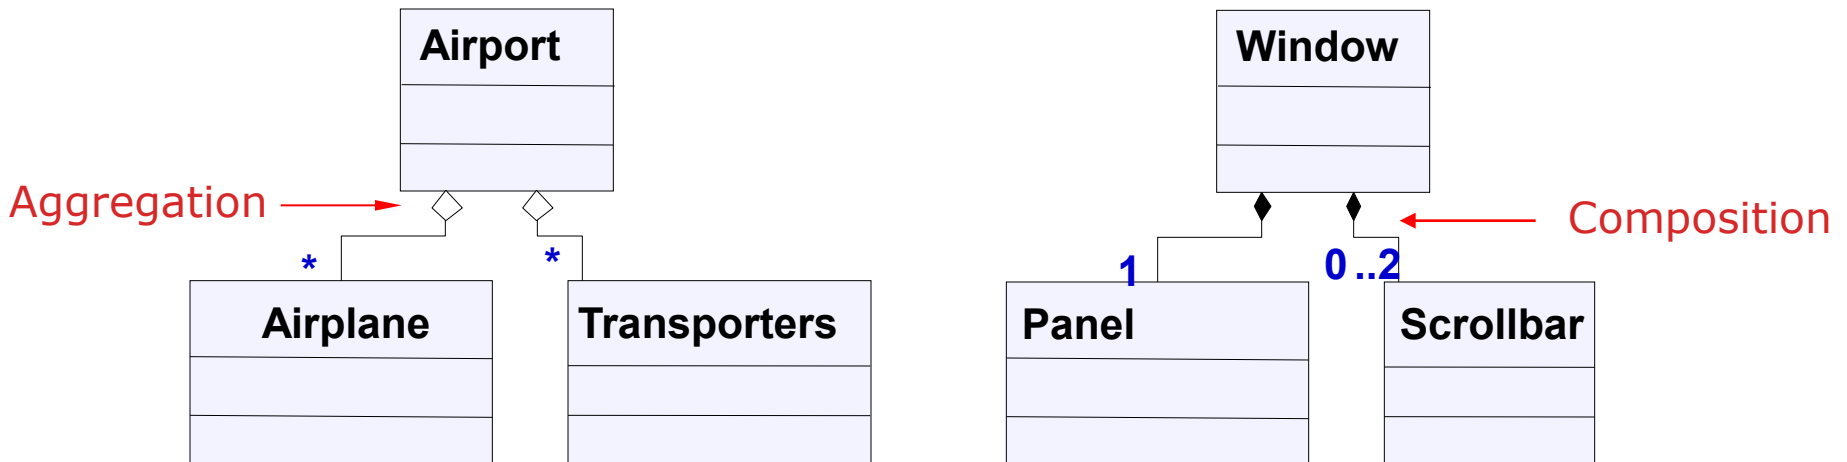 Airport
Window
Aggregation
Composition
*
*
1
0 ..2
Airplane
Transporters
Panel
Scrollbar